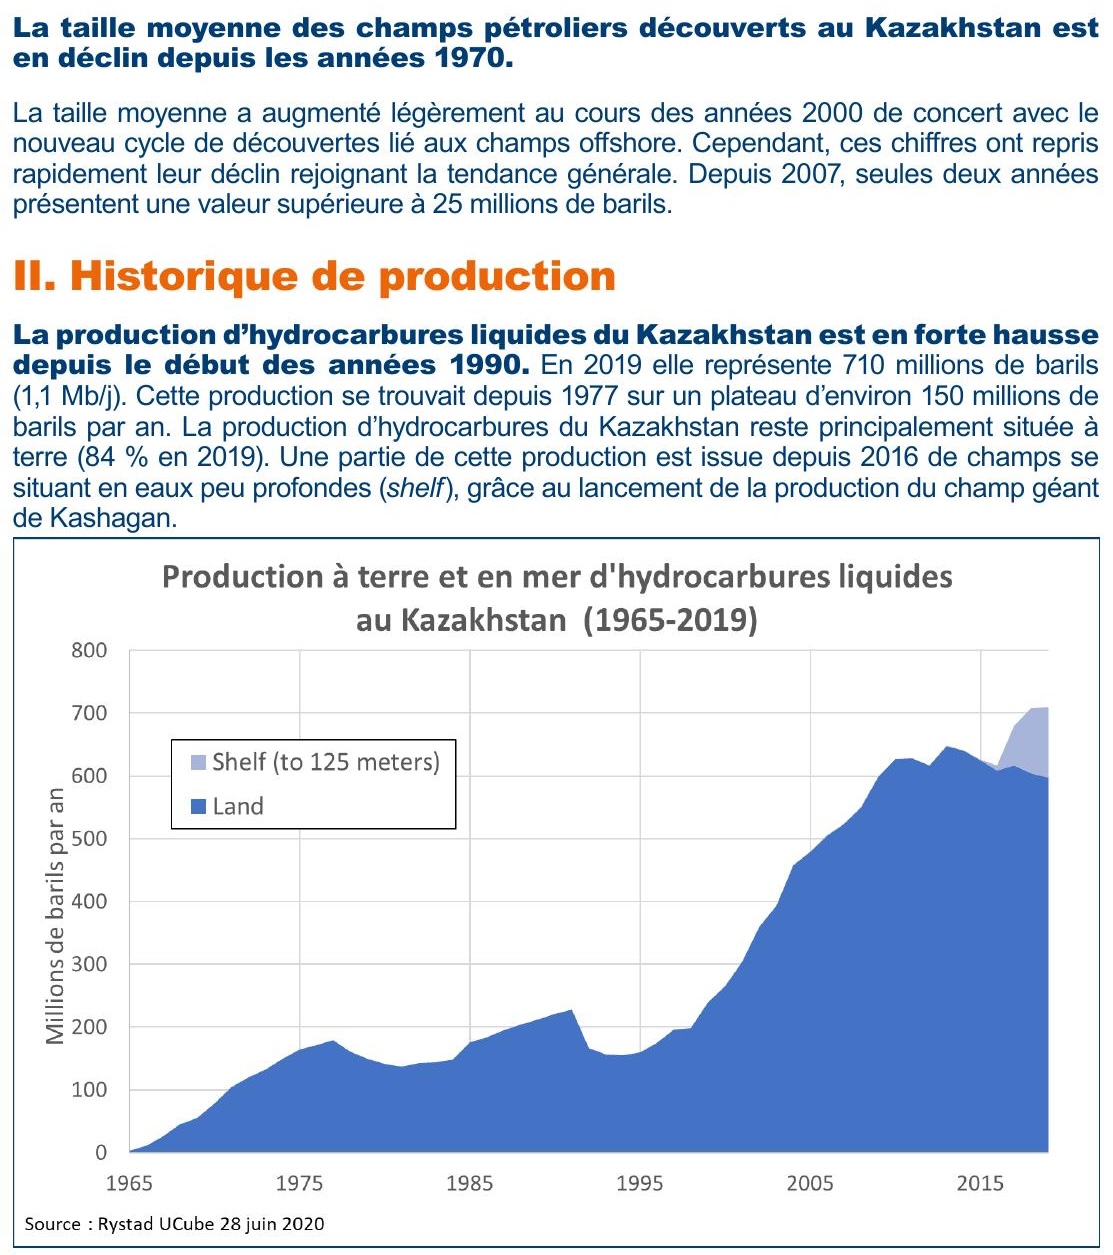 La taille moyenne des champs pétroliers découverts au Kazakhstan est
en déclin depuis les années 1970.
La taille moyenne a augmenté légèrement au cours des années 2000 de concert avec le
nouveau cycle de découvertes lié aux champs offshore. Cependant, ces chiffres ont repris
rapidement leur déclin rejoignant la tendance générale. Depuis 2007, seules deux années
présentent une valeur supérieure à 25 millions de barils.
II. Historique de production
La production d’hydrocarbures liquides du Kazakhstan est en forte hausse
depuis le début des années 1990. En 2019 elle représente 710 millions de barils
(1,1 Mb/j). Cette production se trouvait depuis 1977 sur un plateau d’environ 150 millions de
barils par an. La production d’hydrocarbures du Kazakhstan reste principalement située à
terre (84 % en 2019). Une partie de cette production est issue depuis 2016 de champs se
situant en eaux peu profondes (shelf), grâce au lancement de la production du champ géant
de Kashagan.
Production à terre et en mer d'hydrocarbures liquides
au Kazakhstan (1965-2019)
800
700
600
500
400
300
200
100
0
Millions de barils par an
Shelf (to 125 meters)
Land
1965 1975 1985 1995 2005 2015
Source : Rystad UCube 28 juin 2020